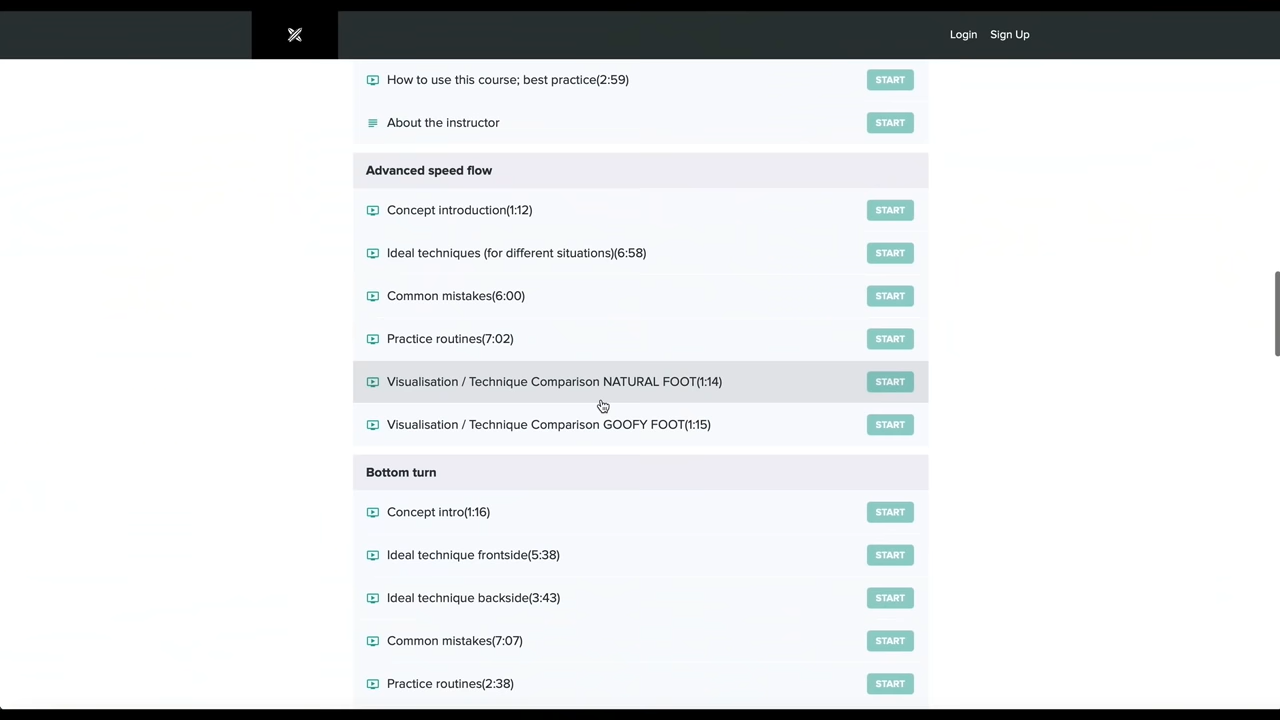 Login Sign Up
How to use this course; best practice(2:59) START
About the instructor START
Advanced speed flow
Concept introduction(1:12) START
Ideal techniques (for different situations)(6:58) START
Common mistakes(6:00) START
Practice routines(7:02) START
Visualisation / Technique Comparison NATURAL FOOT(1:14) START
Visualisation / Technique Comparison GOOFY FOOT(1:15) START
Bottom turn
Concept intro(1:16) START
Ideal technique frontside(5:38) START
Ideal technique backside(3:43) START
Common mistakes(7:07) START
Practice routines(2:38) START